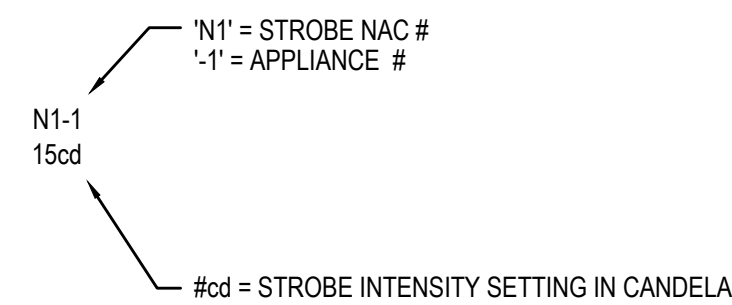 'N1' = STROBE NAC #
'-1' = APPLIANCE #
N1-1
15cd
#cd = STROBE INTENSITY SETTING IN CANDELA